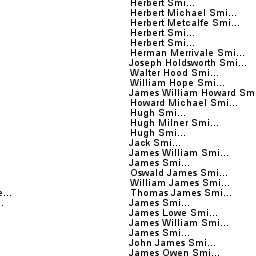 Herbert Smi...
Herbert Michael Smi...
Herbert Metcalfe Smi...
Herbert Smi...
Herbert Smi...
Herman Merrivale Smi...
Joseph Holdsworth Smi...
Walter Hood Smi...
William Hope Smi...
James William Howard Sm
Howard Michael Smi...
Hugh Smi...
Hugh Milner Smi...
Hugh Smi...
Jack Smi...
James William Smi...
James Smi...
Oswald James Smi...
William James Smi...
e... Thomas James Smi...
... James Smi...
James Lowe Smi...
James William Smi...
James Smi...
John James Smi...
James Owen Smi...